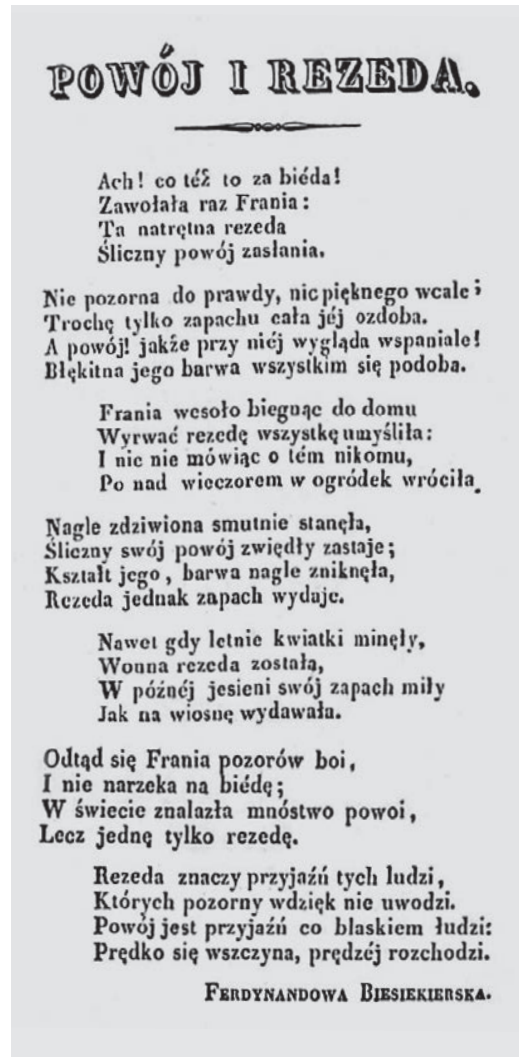 POWÓJ I REZEDA.
Ach! co téż to za biéda!
Zawołała raz Frania:
Ta natrętna rezeda
Śliczny powój zasłania.
Nie pozorna do prawdy, nic pięknego wcale;
Trochę tylko zapachu cała jéj ozdoba.
A powój! jakże przy niéj wygląda wspaniale!
Błękitna jego barwa wszystkim się podoba.
Frania wesoło biegnąc do domu
Wyrwać rezedę wszystkę umyśliła:
I nic nie mówiąc o tém nikomu,
Po nad wieczorem w ogródek wróciła.
Nagle zdziwiona smutnie stanęła,
Śliczny swój powój zwiędły zastaje;
Kształt jego, barwa nagle zniknęła,
Rezeda jednak zapach wydaje.
Nawet gdy letnie kwiatki minęły,
Wonna rezeda została,
W późnéj jesieni swój zapach miły
Jak na wiosnę wydawała.
Odtąd się Frania pozorów boi,
I nie narzeka na biédę;
W świecie znalazła mnóstwo powoi,
Lecz jednę tylko rezedę.
Rezeda znaczy przyjaźń tych ludzi,
Których pozorny wdzięk nie uwodzi.
Powój jest przyjaźń co blaskiem łudzi:
Prędko się wszczyna, prędzéj rozchodzi.
FERDYNANDOWA BIESIEKIERSKA.